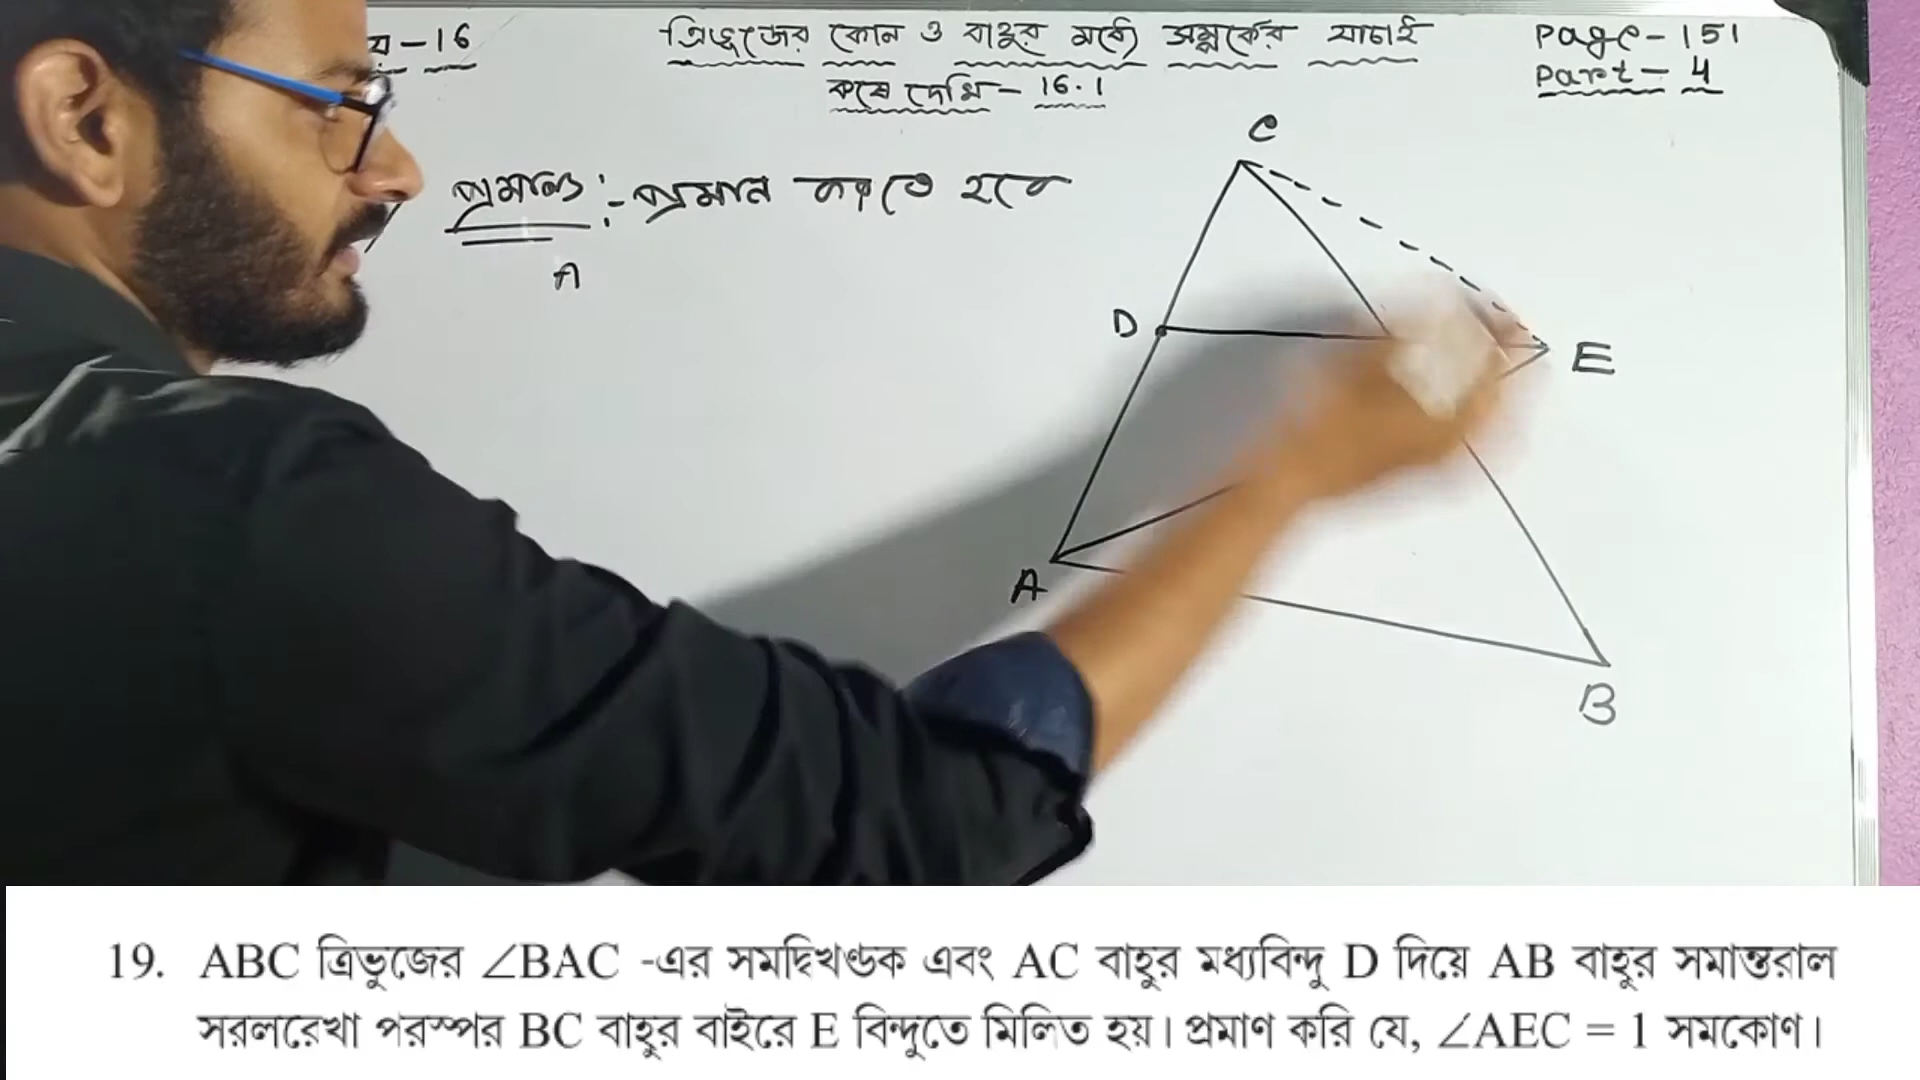 য় – 16
ত্রিভুজের কোন ও বাহুর মধ্যে সম্পর্কের যাচাই
কষে দেখি – 16.1
Page – 151
Part – 4
প্রমাণ্য :- প্রমান করতে হবে
A
C
D
E
A
B
19. ABC ত্রিভুজের ∠BAC -এর সমদ্বিখণ্ডক এবং AC বাহুর মধ্যবিন্দু D দিয়ে AB বাহুর সমান্তরাল
সরলরেখা পরস্পর BC বাহুর বাইরে E বিন্দুতে মিলিত হয়। প্রমাণ করি যে, ∠AEC = 1 সমকোণ।